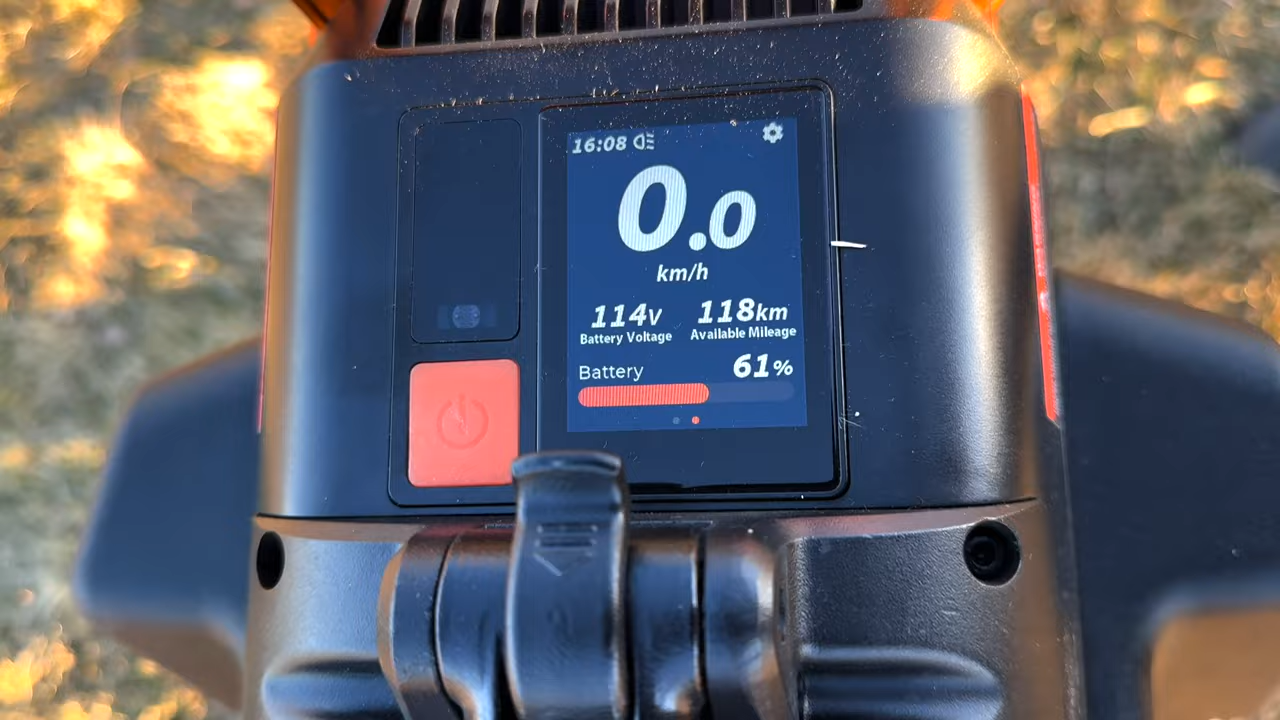 16:08
0.0
km/h
114V 118km
Battery Voltage Available Mileage
Battery 61%